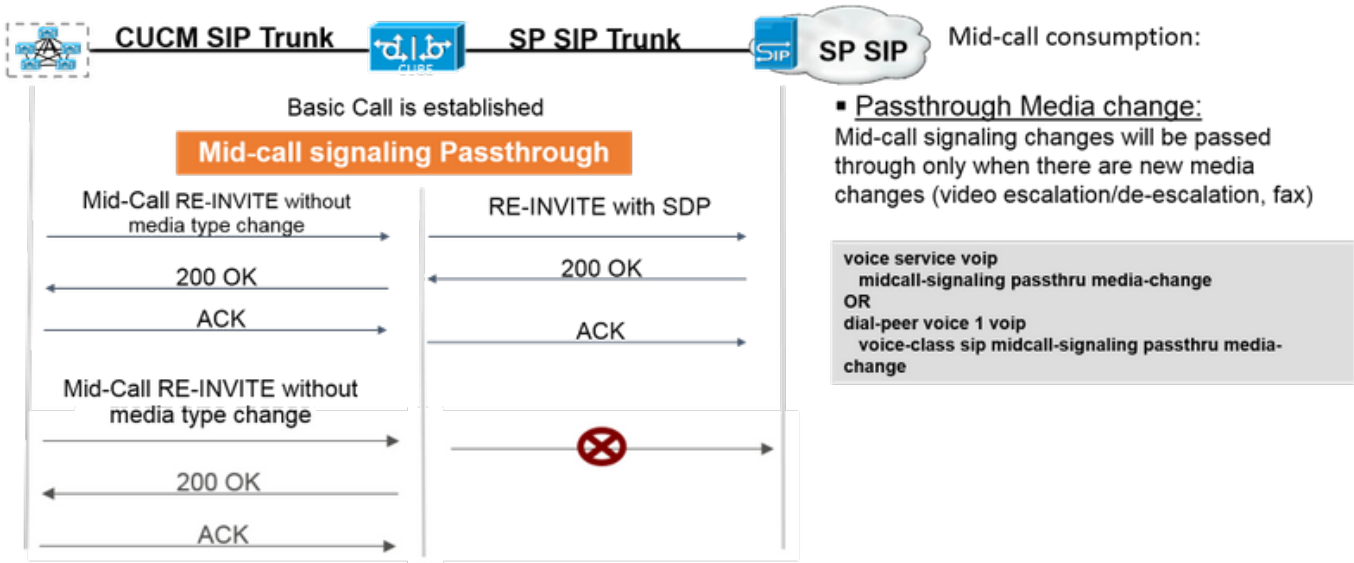 CUCM SIP Trunk
CUBE
SP SIP Trunk
SIP
SP SIP
Mid-call consumption:
Basic Call is established
Mid-call signaling Passthrough
Mid-Call RE-INVITE without
media type change
RE-INVITE with SDP
200 OK
200 OK
ACK
ACK
Mid-Call RE-INVITE without
media type change
200 OK
ACK
▪ Passthrough Media change:
Mid-call signaling changes will be passed
through only when there are new media
changes (video escalation/de-escalation, fax)
voice service voip
midcall-signaling passthru media-change
OR
dial-peer voice 1 voip
voice-class sip midcall-signaling passthru media-
change